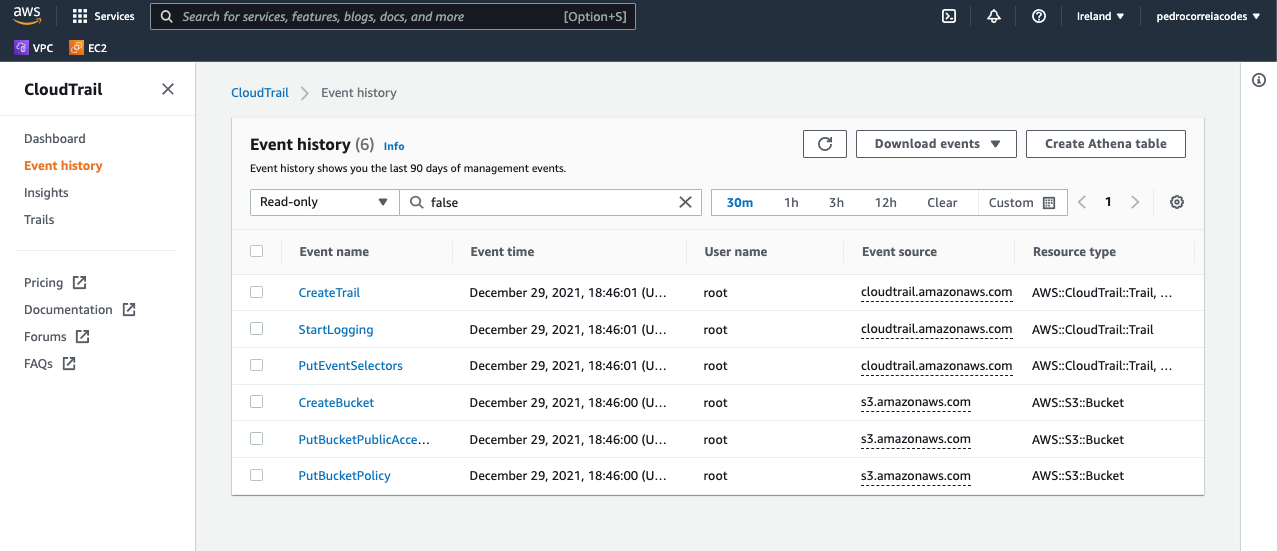 aws Services Search for services, features, blogs, docs, and more [Option+S] Ireland pedrocorreiacodes
VPC EC2
CloudTrail
Dashboard
Event history
Insights
Trails
Pricing
Documentation
Forums
FAQs
CloudTrail Event history
Event history (6) Info Download events Create Athena table
Event history shows you the last 90 days of management events.
Read-only false 30m 1h 3h 12h Clear Custom 1
Event name Event time User name Event source Resource type
CreateTrail December 29, 2021, 18:46:01 (U... root cloudtrail.amazonaws.com AWS::CloudTrail::Trail, ...
StartLogging December 29, 2021, 18:46:01 (U... root cloudtrail.amazonaws.com AWS::CloudTrail::Trail
PutEventSelectors December 29, 2021, 18:46:01 (U... root cloudtrail.amazonaws.com AWS::CloudTrail::Trail, ...
CreateBucket December 29, 2021, 18:46:00 (U... root s3.amazonaws.com AWS::S3::Bucket
PutBucketPublicAcce... December 29, 2021, 18:46:00 (U... root s3.amazonaws.com AWS::S3::Bucket
PutBucketPolicy December 29, 2021, 18:46:00 (U... root s3.amazonaws.com AWS::S3::Bucket